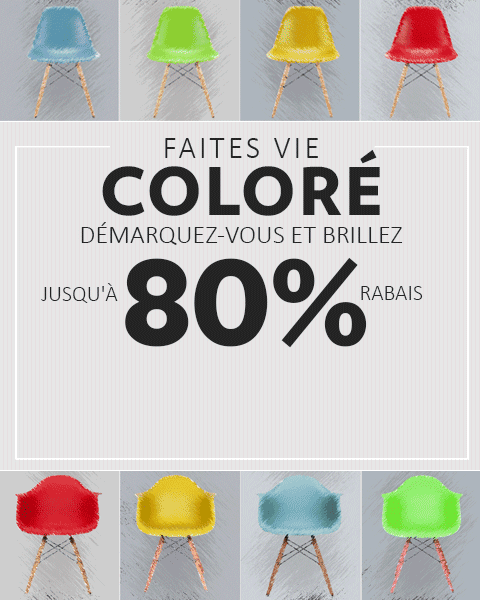 FAITES VIE
COLORÉ
DÉMARQUEZ-VOUS ET BRILLEZ
JUSQU'À 80% RABAIS